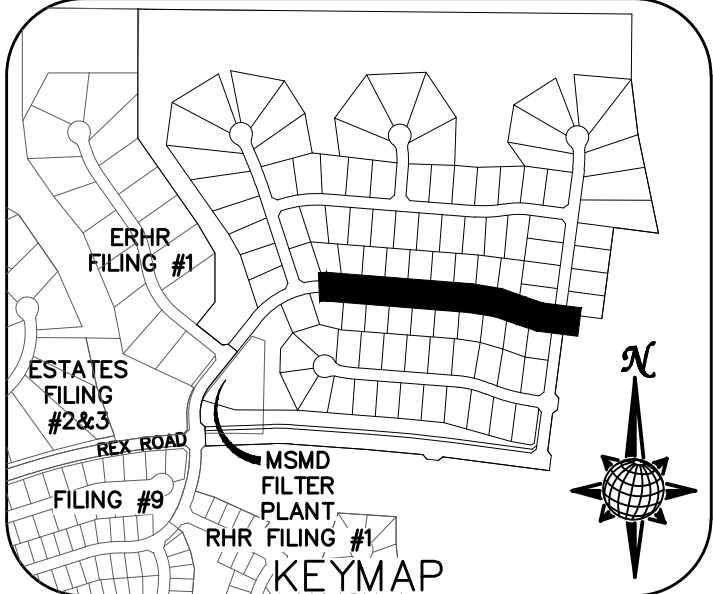 ERHR
FILING #1
ESTATES
FILING
#2&3
REX ROAD
FILING #9
MSMD
FILTER
PLANT
RHR FILING #1
KEYMAP
N